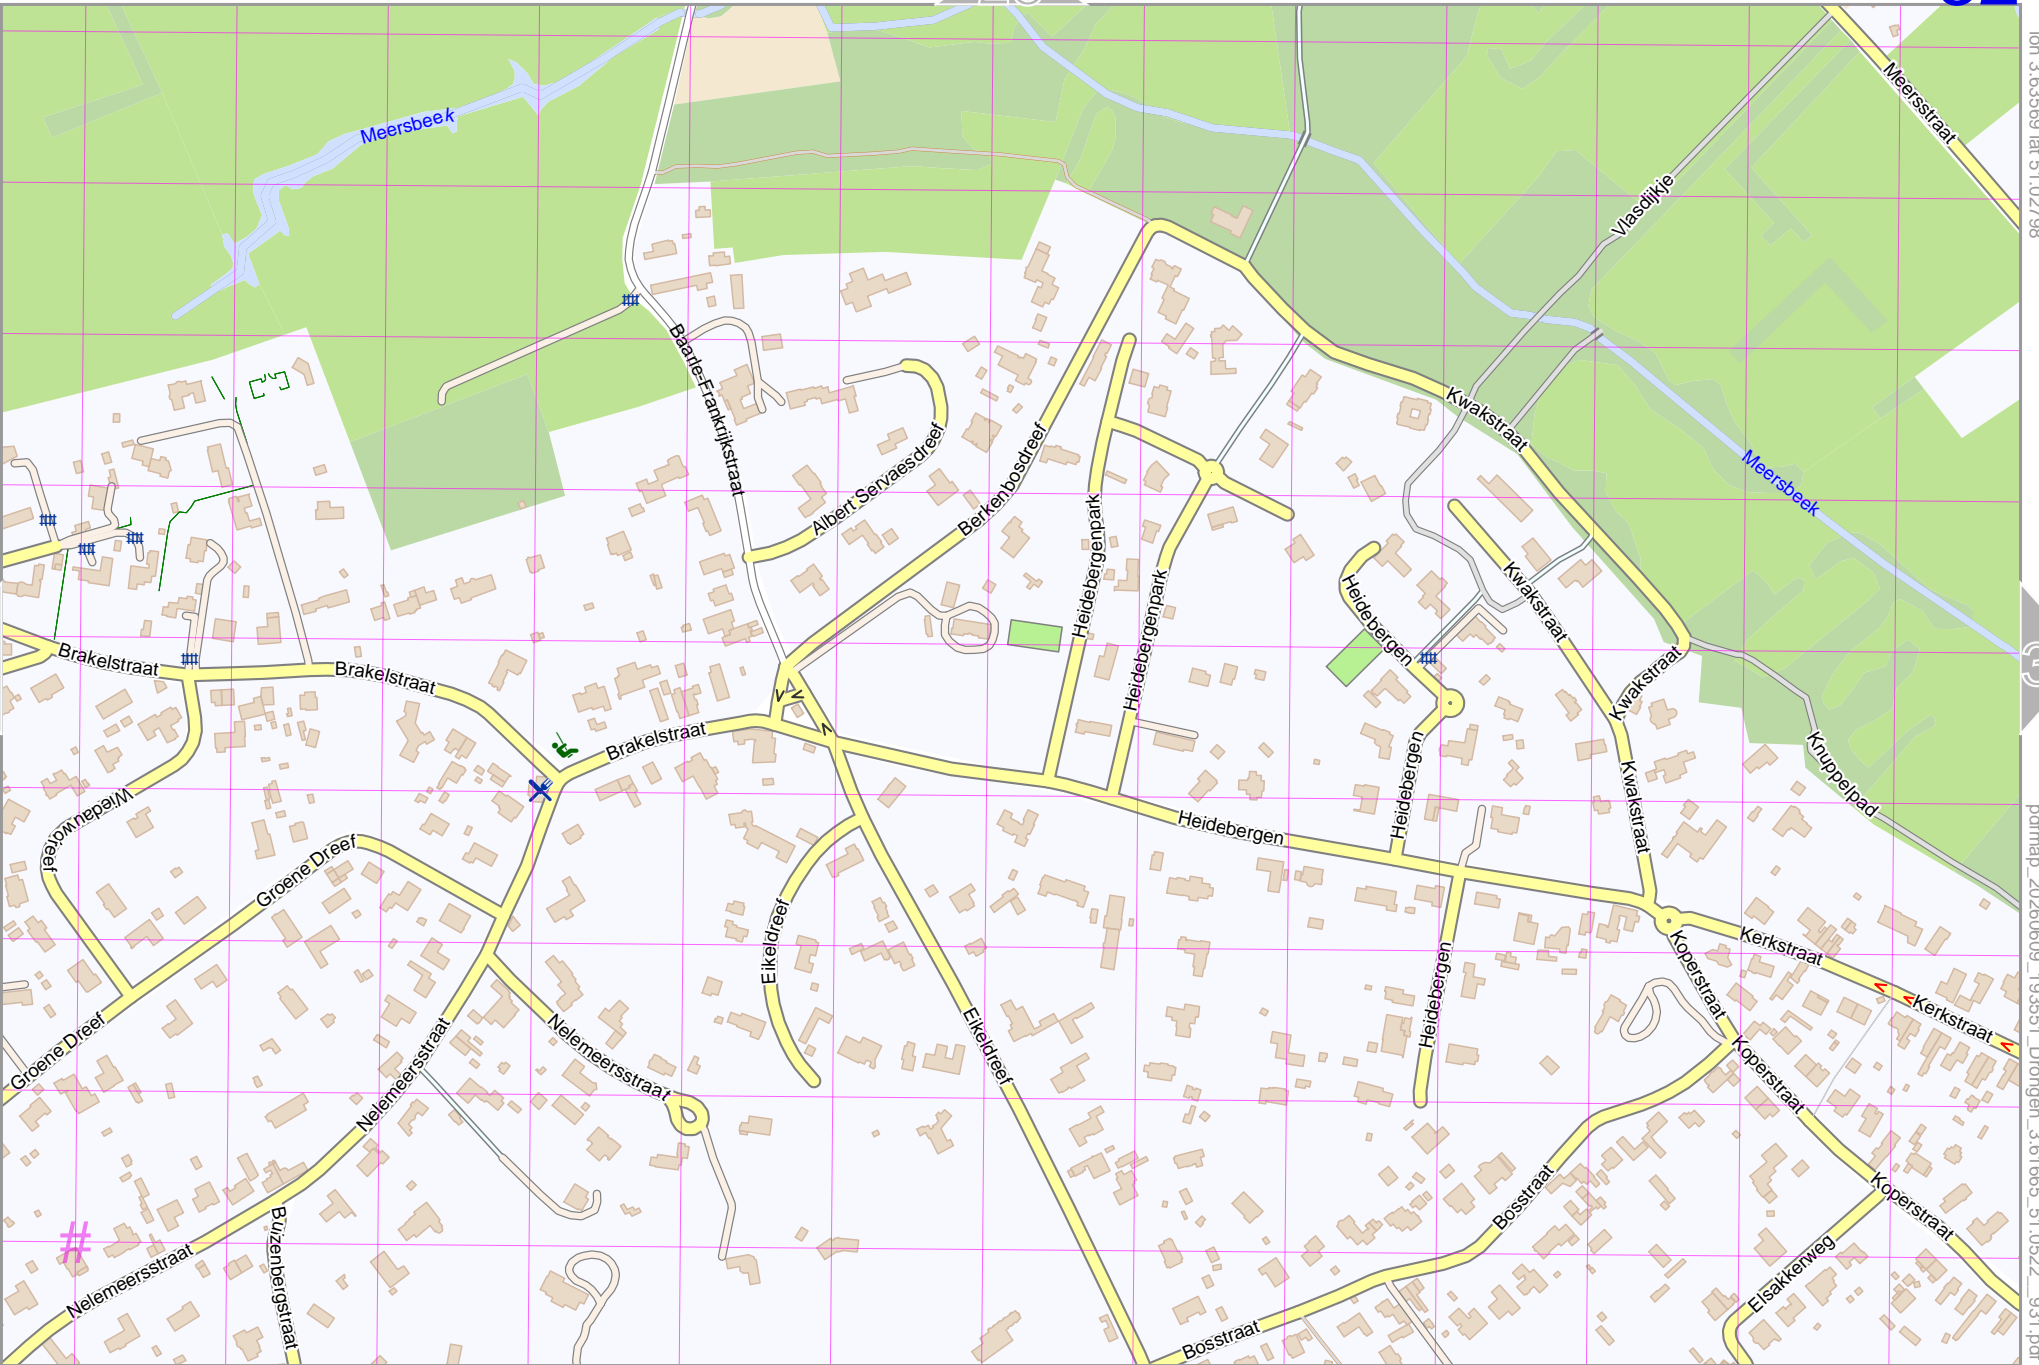 Meersbeek
Meersstraat
Vlasdijkje
Baarle-Frankrijkstraat
Kwakstraat
Albert Servaesdreef
Berkenbosdreef
Meersbeek
Heidebergenpark
Heidebergenpark
Heidebergen
Kwakstraat
Kwakstraat
Brakelstraat
Brakelstraat
Brakelstraat
Heidebergen
Kwakstraat
Knuppelpad
Wiedauwdreef
Groene Dreef
Heidebergen
Eikeldreef
Heidebergen
Koperstraat
Kerkstraat
Kerkstraat
Groene Dreef
Nelemeersstraat
Nelemeersstraat
Eikeldreef
Koperstraat
Bosstraat
Koperstraat
Elsakkerweg
Buizenbergstraat
Nelemeersstraat
Bosstraat
#